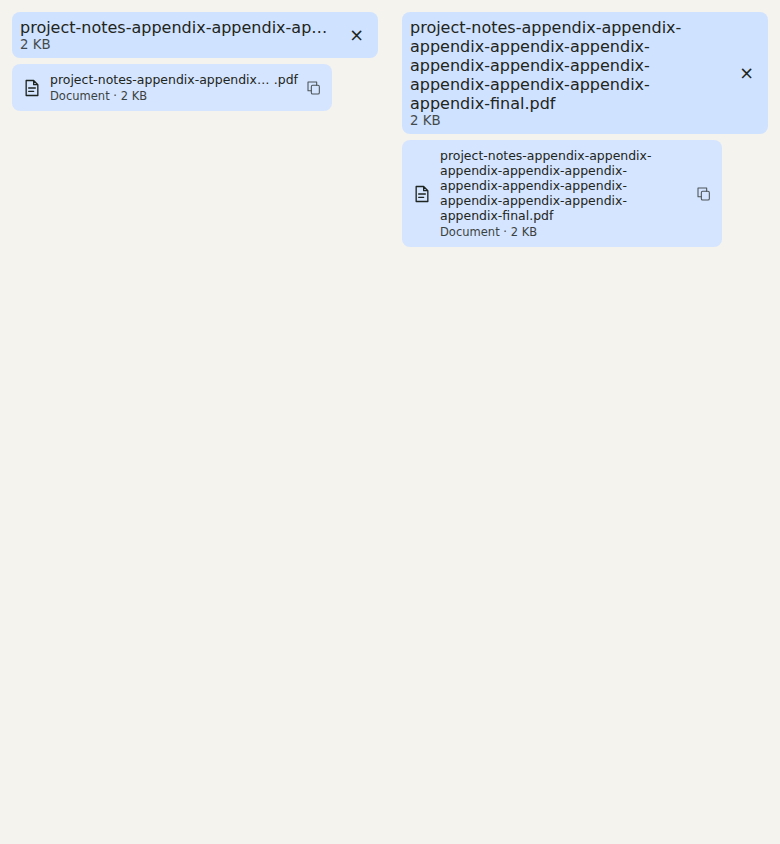 project-notes-appendix-appendix-ap...
2 KB
project-notes-appendix-appendix... .pdf
Document · 2 KB
project-notes-appendix-appendix-
appendix-appendix-appendix-
appendix-appendix-appendix-
appendix-appendix-appendix-
appendix-final.pdf
2 KB
project-notes-appendix-appendix-
appendix-appendix-appendix-
appendix-appendix-appendix-
appendix-appendix-appendix-
appendix-final.pdf
Document · 2 KB